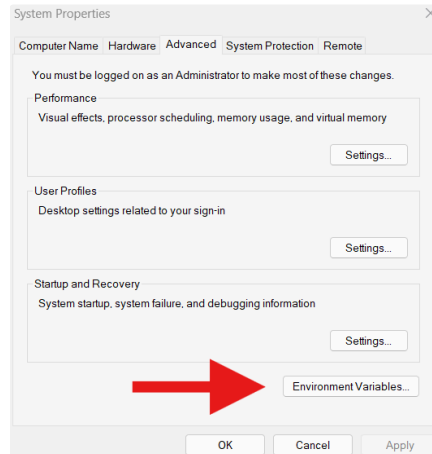 System Properties
Computer Name Hardware Advanced System Protection Remote
You must be logged on as an Administrator to make most of these changes.
Performance
Visual effects, processor scheduling, memory usage, and virtual memory
Settings...
User Profiles
Desktop settings related to your sign-in
Settings...
Startup and Recovery
System startup, system failure, and debugging information
Settings...
Environment Variables...
OK Cancel Apply